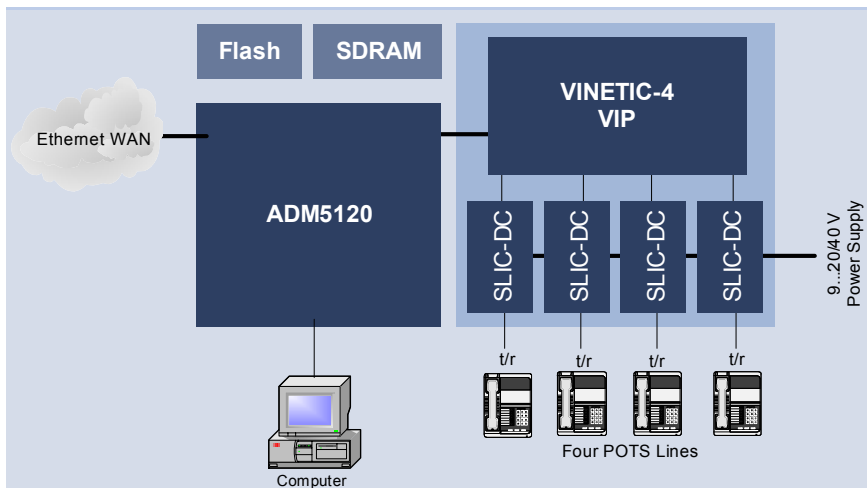 Flash
SDRAM
VINETIC-4
VIP
Ethernet WAN
ADM5120
SLIC-DC
SLIC-DC
SLIC-DC
SLIC-DC
9...20/40 V
Power Supply
t/r
t/r
t/r
t/r
Four POTS Lines
Computer